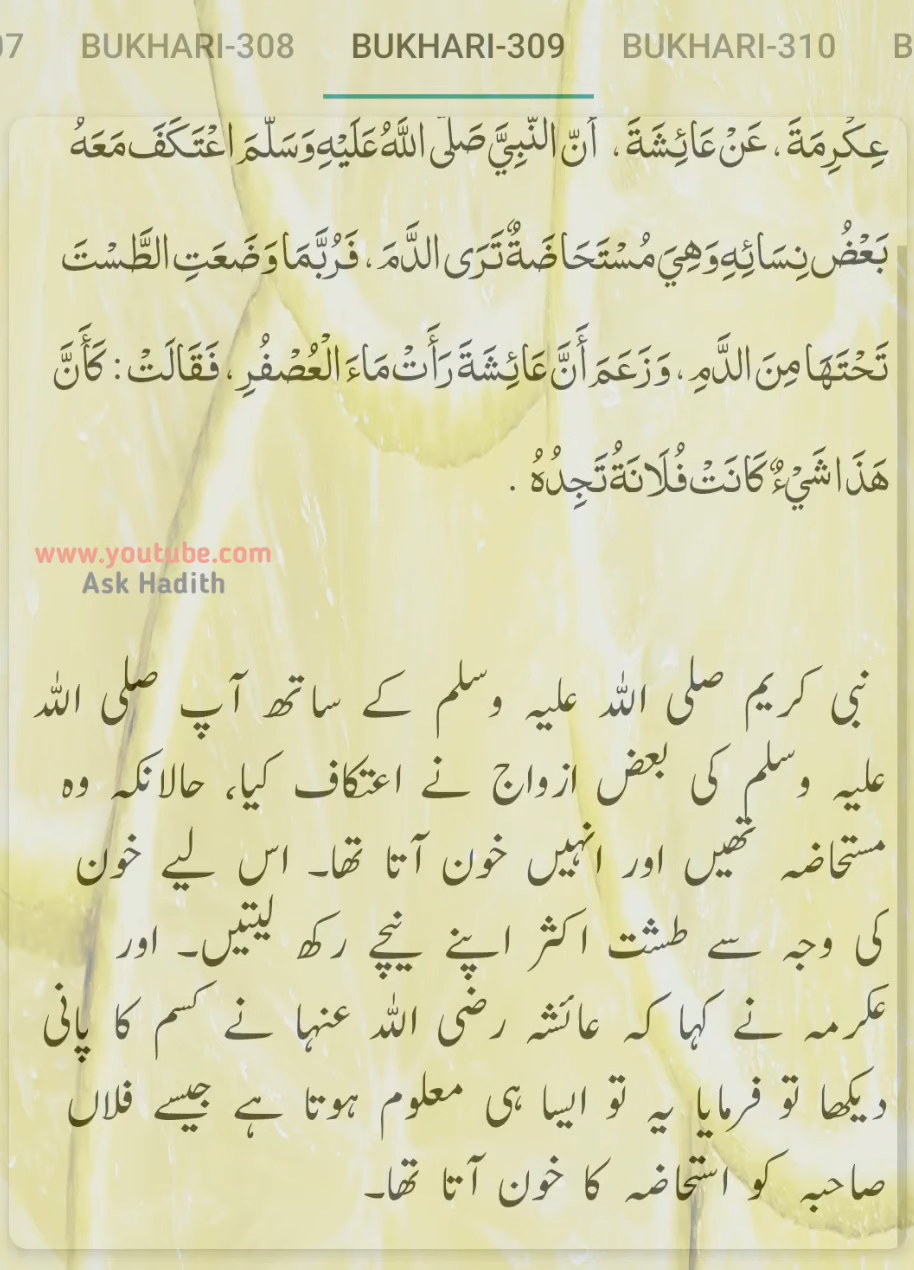 07 BUKHARI-308 BUKHARI-309 BUKHARI-310 B
عِكْرِمَةَ، عَنْ عَائِشَةَ، أَنّ النَّبِيَّ صَلَّى اللَّهُ عَلَيْهِ وَسَلَّمَ اعْتَكَفَ مَعَهُ
بَعْضُ نِسَائِهِ وَهِيَ مُسْتَحَاضَةٌ تَرَى الدَّمَ، فَرُبَّمَا وَضَعَتِ الطَّسْتَ
تَحْتَهَا مِنَ الدَّمِ، وَزَعَمَ أَنَّ عَائِشَةَ رَأَتْ مَاءَ الْعُصْفُرِ، فَقَالَتْ : كَأَنَّ
هَذَا شَيْءٌ كَانَتْ فُلَانَةُ تَجِدُهُ .
www.youtube.com
Ask Hadith
نبی کریم صلی اللہ علیہ وسلم کے ساتھ آپ صلی اللہ
علیہ وسلم کی بعض ازواج نے اعتکاف کیا، حالانکہ وہ
مستحاضہ تھیں اور انہیں خون آتا تھا۔ اس لیے خون
کی وجہ سے طشت اکثر اپنے نیچے رکھ لیتیں۔ اور
عکرمہ نے کہا کہ عائشہ رضی اللہ عنہا نے کسم کا پانی
دیکھا تو فرمایا یہ تو ایسا ہی معلوم ہوتا ہے جیسے فلاں
صاحبہ کو استحاضہ کا خون آتا تھا۔